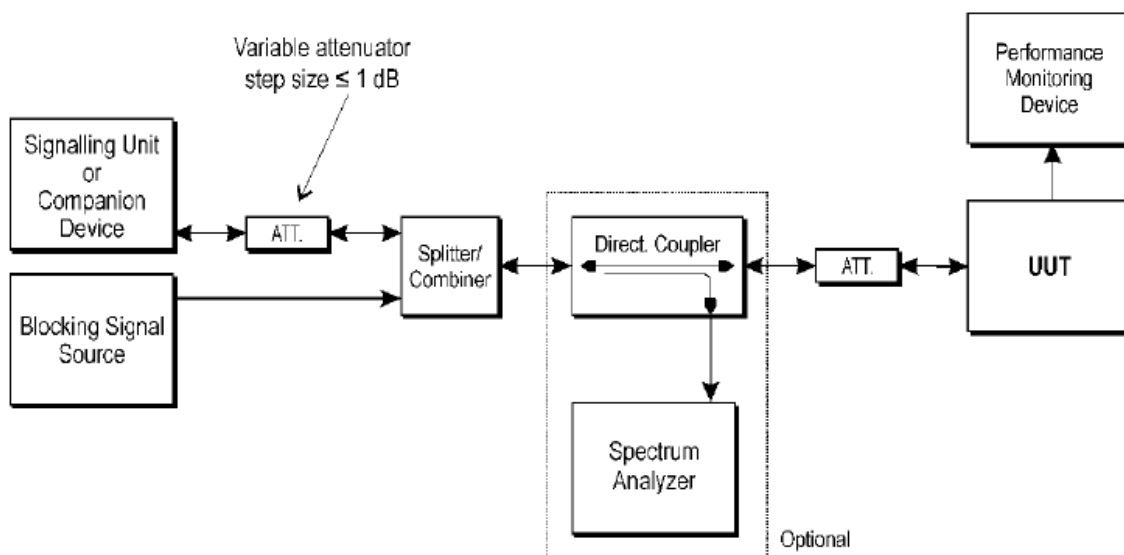 Variable attenuator
step size ≤ 1 dB
Performance
Monitoring
Device
Signalling Unit
or
Companion
Device
ATT.
Splitter/
Combiner
Direct. Coupler
ATT.
UUT
Blocking Signal
Source
Spectrum
Analyzer
Optional